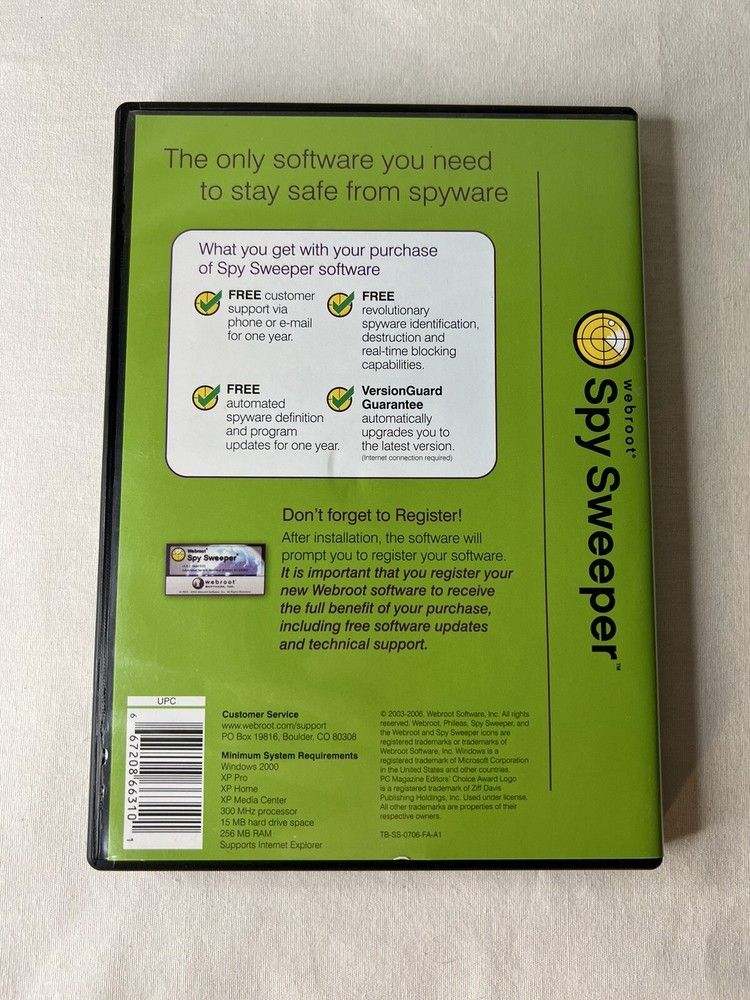 The only software you need
to stay safe from spyware
What you get with your purchase
of Spy Sweeper software
FREE customer
support via
phone or e-mail
for one year.
FREE
revolutionary
spyware identification,
destruction and
real-time blocking
capabilities.
FREE
automated
spyware definition
and program
updates for one year.
VersionGuard
Guarantee
automatically
upgrades you to
the latest version.
(Internet connection required)
Don't forget to Register!
After installation, the software will
prompt you to register your software.
It is important that you register your
new Webroot software to receive
the full benefit of your purchase,
including free software updates
and technical support.
Webroot®
Spy Sweeper™
webroot®
SOFTWARE, INC.
UPC
6 67208 66310 1
Customer Service
www.webroot.com/support
PO Box 19816, Boulder, CO 80308
Minimum System Requirements
Windows 2000
XP Pro
XP Home
XP Media Center
300 MHz processor
15 MB hard drive space
256 MB RAM
Supports Internet Explorer
© 2003-2006. Webroot Software, Inc. All rights
reserved. Webroot, Phileas, Spy Sweeper, and
the Webroot and Spy Sweeper icons are
registered trademarks or trademarks of
Webroot Software, Inc. Windows is a
registered trademark of Microsoft Corporation
in the United States and other countries.
PC Magazine Editors' Choice Award Logo
is a registered trademark of Ziff Davis
Publishing Holdings, Inc. Used under license.
All other trademarks are properties of their
respective owners.
TB-SS-0706-FA-A1
webroot®
Spy Sweeper™